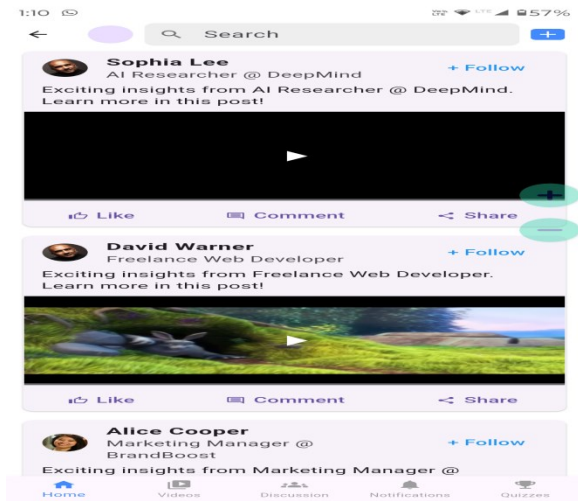 1:10
LTE 57%
Search
Sophia Lee
AI Researcher @ DeepMind
+ Follow
Exciting insights from AI Researcher @ DeepMind.
Learn more in this post!
Like Comment Share
David Warner
Freelance Web Developer
+ Follow
Exciting insights from Freelance Web Developer.
Learn more in this post!
Like Comment Share
Alice Cooper
Marketing Manager @
BrandBoost
+ Follow
Exciting insights from Marketing Manager @
Home Videos Discussion Notifications Quizzes